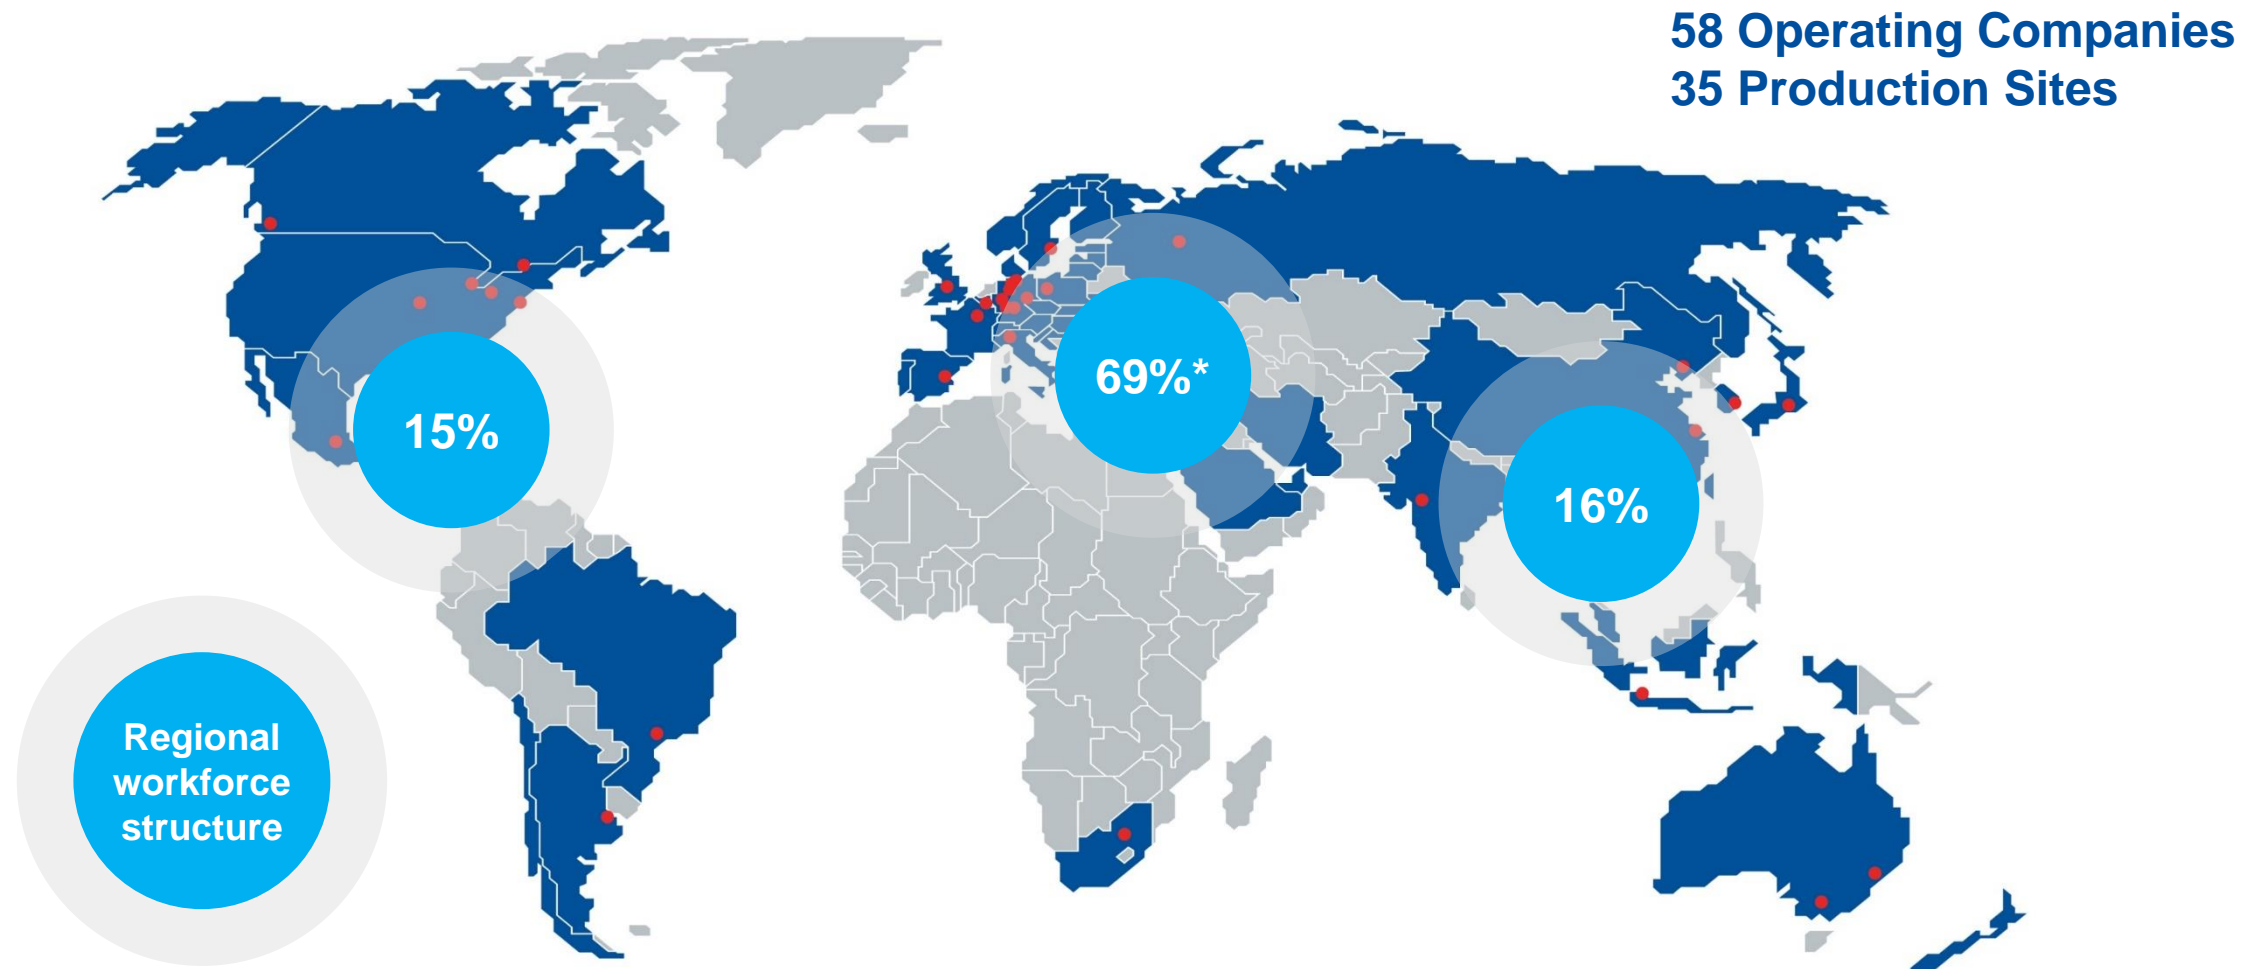 58 Operating Companies
35 Production Sites
69%*
15%
16%
Regional
workforce
structure